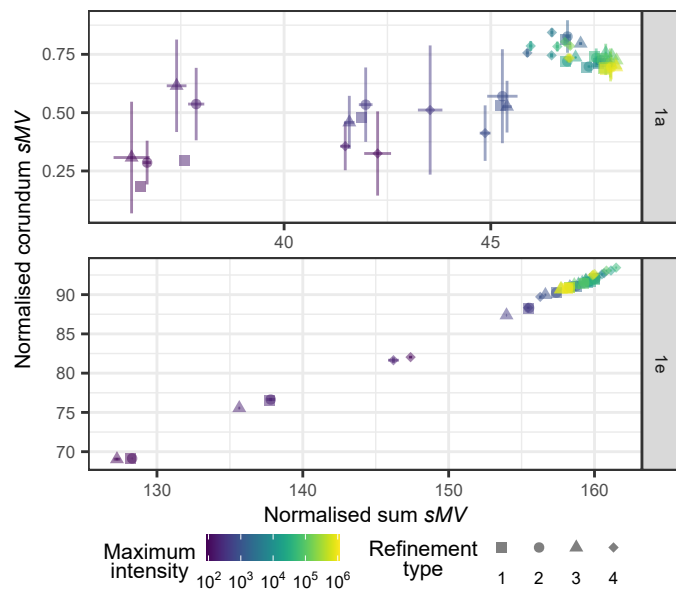 Normalised corundum sMV
0.75
0.50
0.25
1a
40
45
90
85
80
75
70
1e
130
140
150
160
Normalised sum sMV
Maximum
intensity
10² 10³ 10⁴ 10⁵ 10⁶
Refinement
type
1 2 3 4